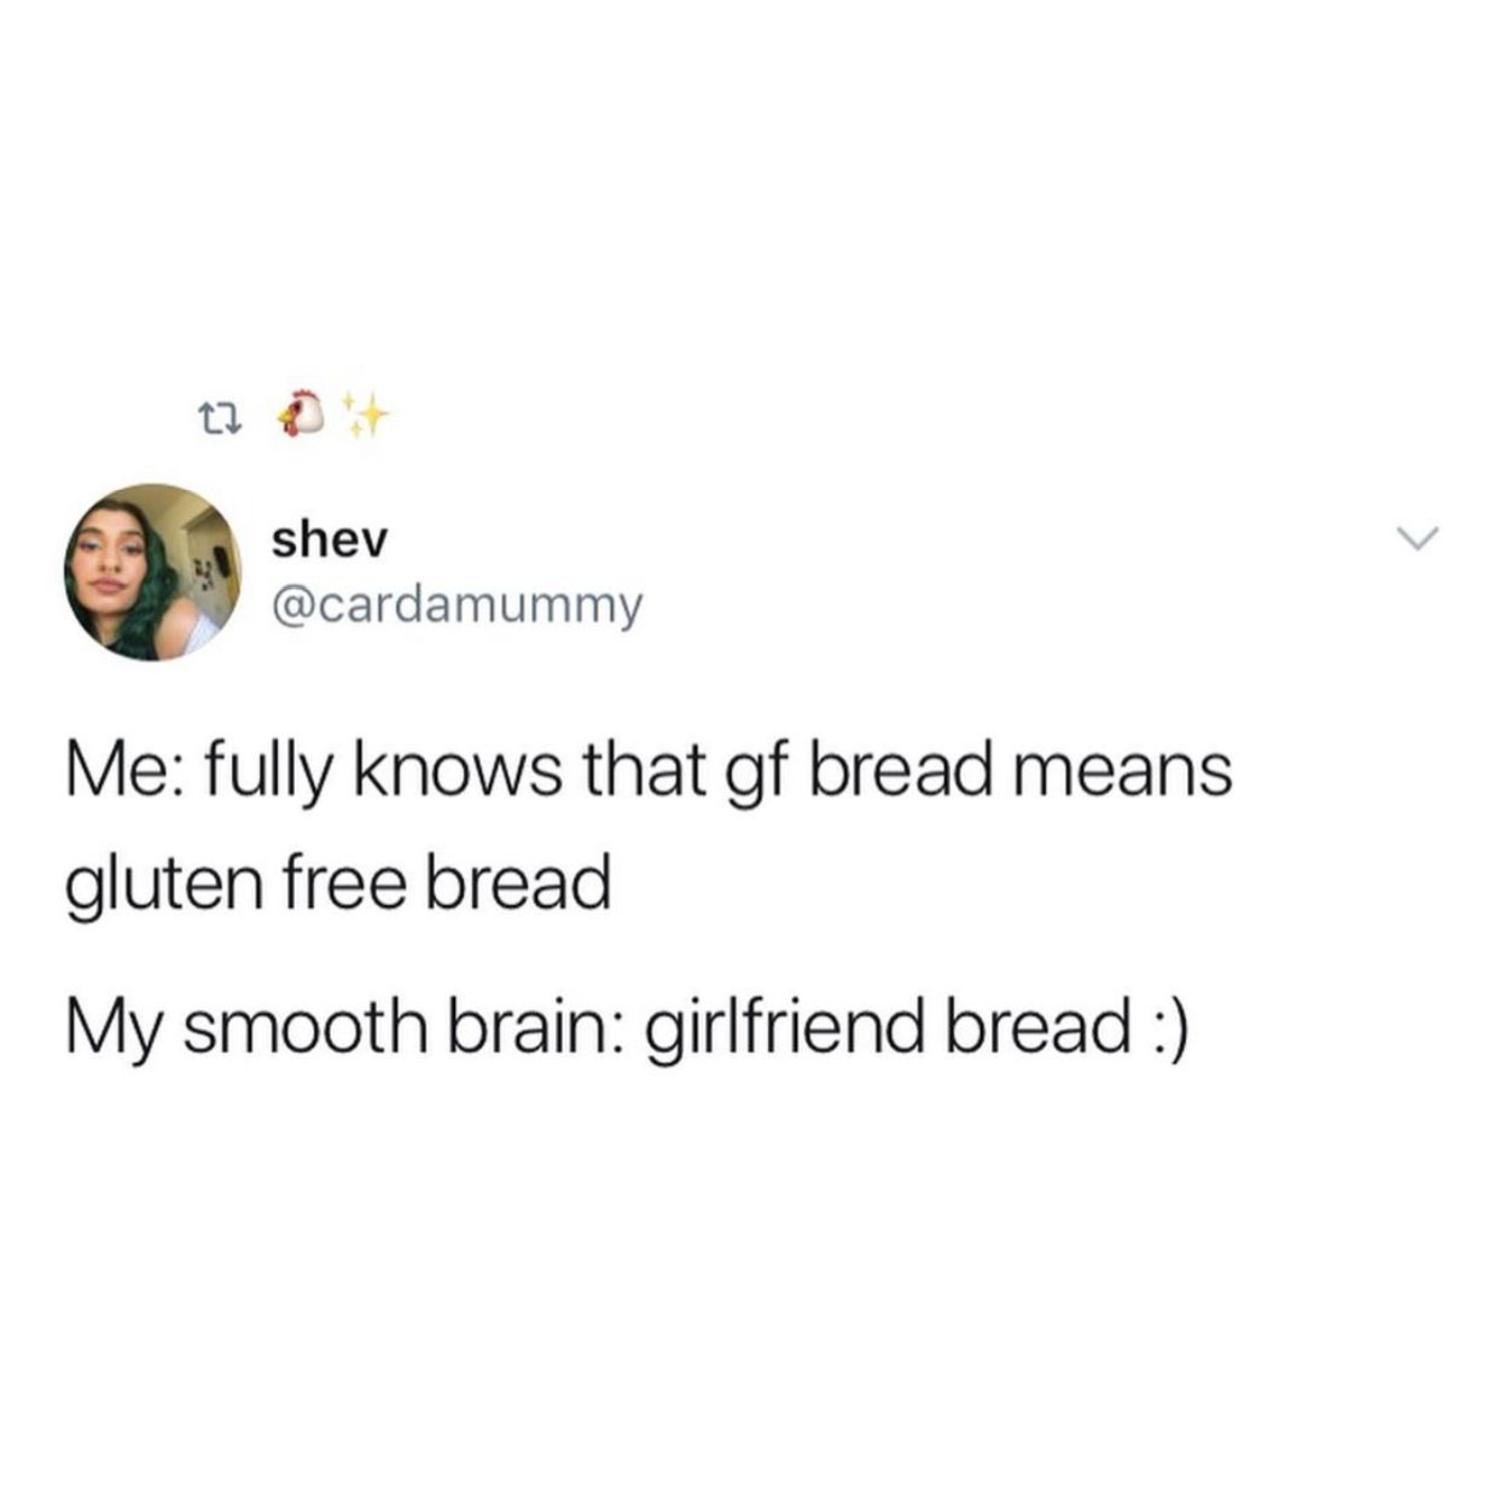 shev
@cardamummy
Me: fully knows that gf bread means
gluten free bread
My smooth brain: girlfriend bread :)